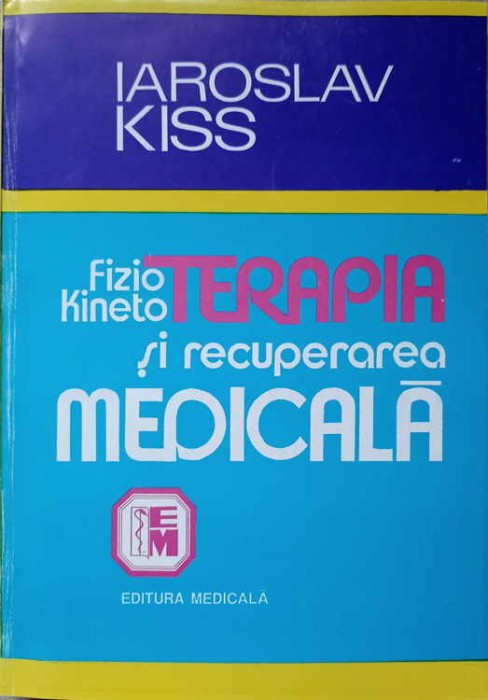 IAROSLAV
KISS
Fizio
Kineto TERAPIA
și recuperarea
MEDICALĂ
EM
EDITURA MEDICALĂ